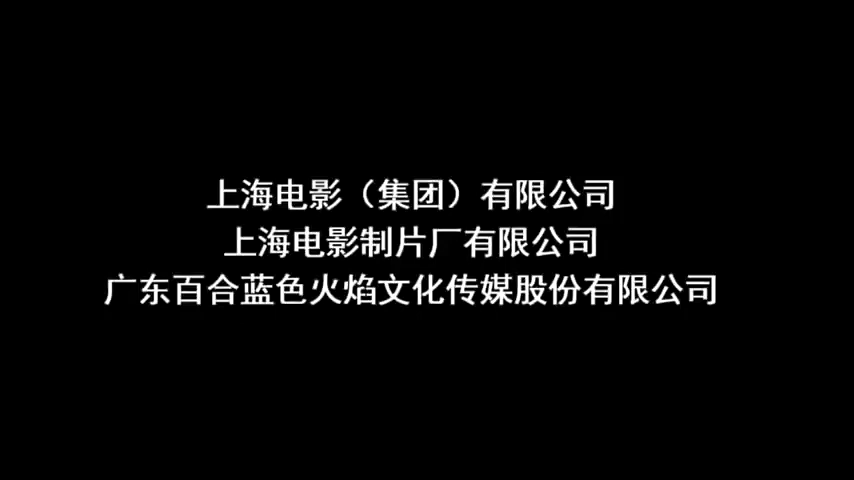 上海电影（集团）有限公司
上海电影制片厂有限公司
广东百合蓝色火焰文化传媒股份有限公司